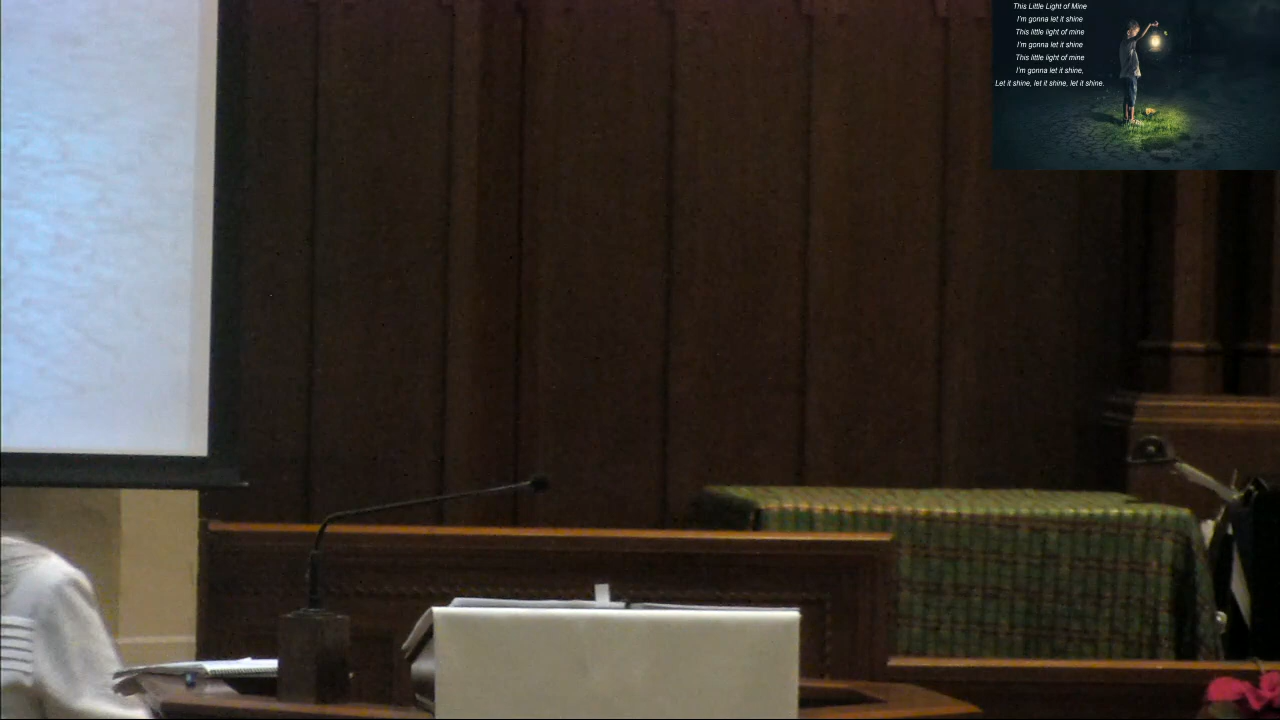 This Little Light of Mine
I'm gonna let it shine
This little light of mine
I'm gonna let it shine
This little light of mine
I'm gonna let it shine,
Let it shine, let it shine, let it shine.